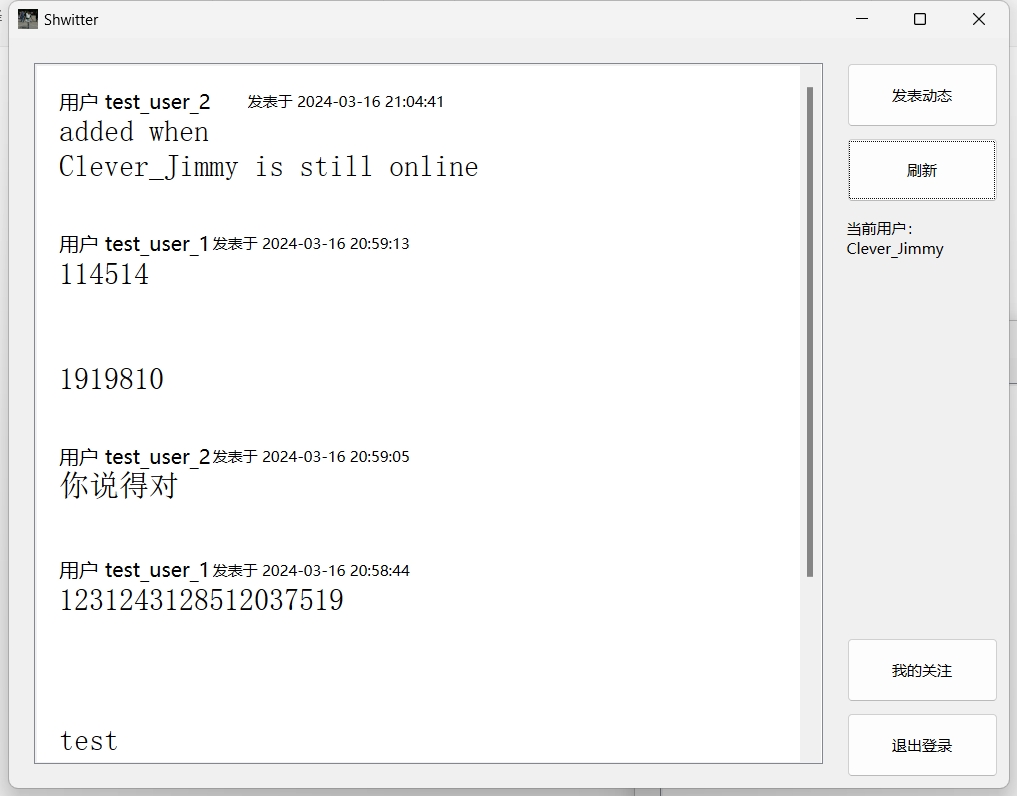 Shwitter
用户 test_user_2 发表于 2024-03-16 21:04:41
added when
Clever_Jimmy is still online
用户 test_user_1 发表于 2024-03-16 20:59:13
114514
1919810
用户 test_user_2 发表于 2024-03-16 20:59:05
你说得对
用户 test_user_1 发表于 2024-03-16 20:58:44
1231243128512037519
test
发表动态
刷新
当前用户：
Clever_Jimmy
我的关注
退出登录